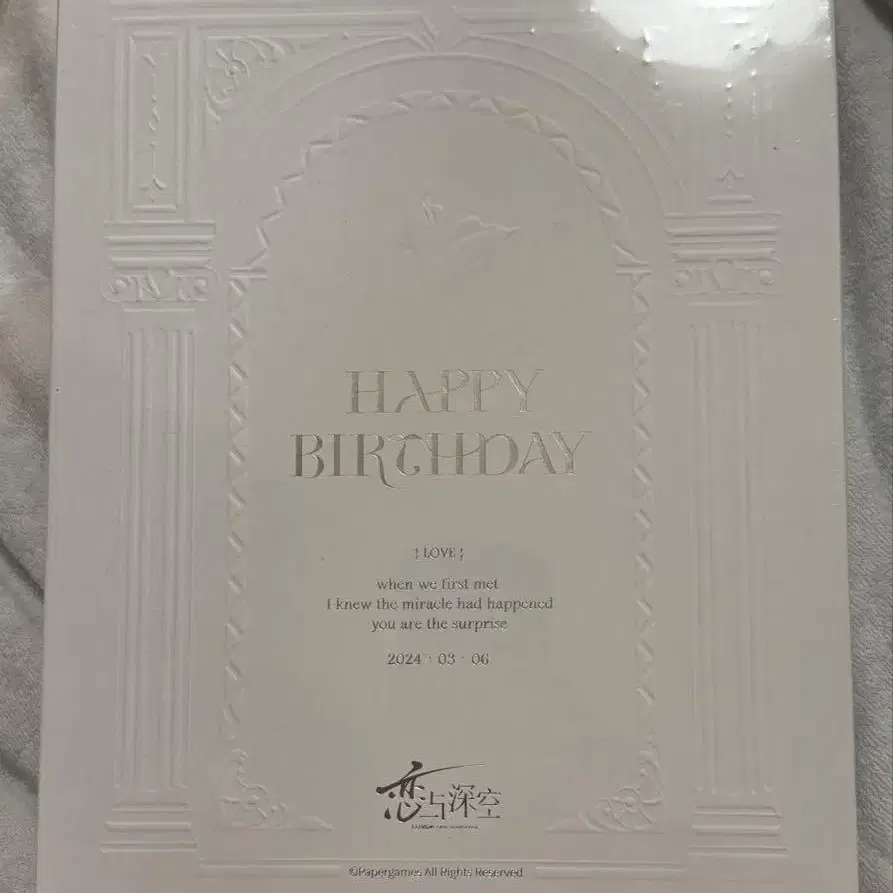 HAPPY
BIRTHDAY
{ LOVE }
when we first met
I knew the miracle had happened
you are the surprise
2024 · 03 · 06
恋与深空
©Papergames All Rights Reserved